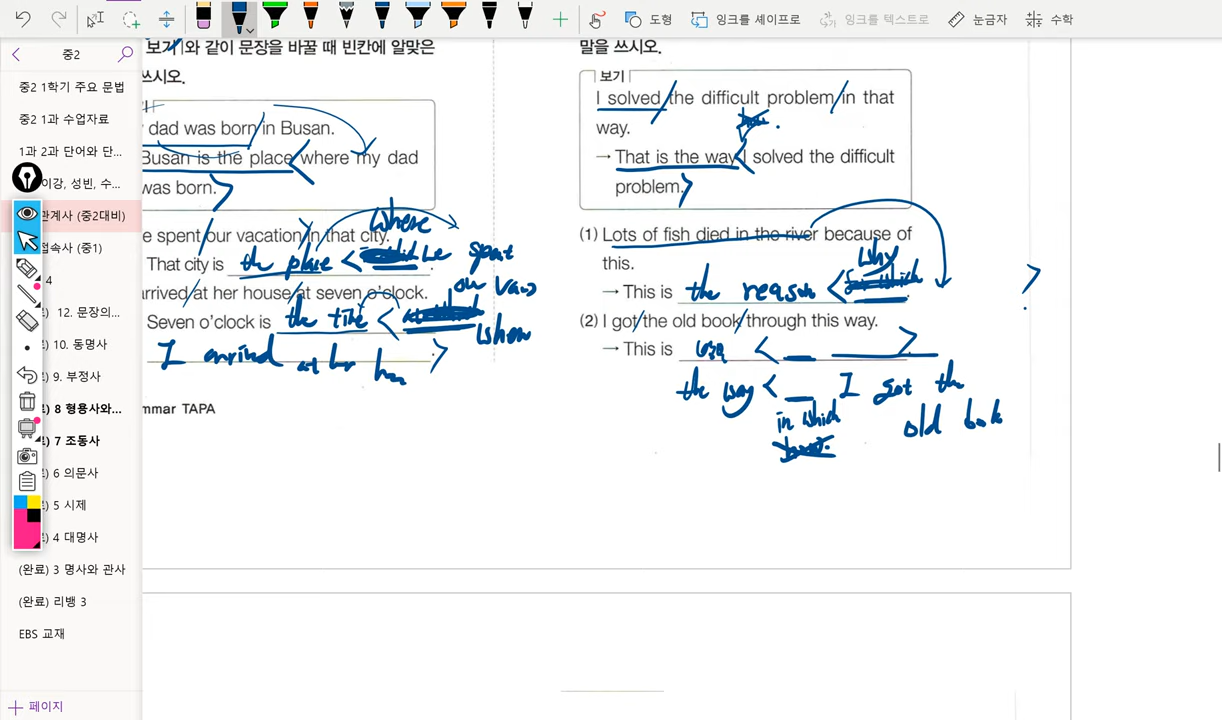 도형
잉크를 셰이프로
잉크를 텍스트로
눈금자
수학
중2
중2 1학기 주요 문법
중2 1과 수업자료
1과 2과 단어와 단...
이강, 성빈, 수...
관계사 (중2대비)
접속사 (중1)
4
12. 문장의...
10. 동명사
9. 부정사
8 형용사와...
7 조동사
6 의문사
5 시제
4 대명사
(완료) 3 명사와 관사
(완료) 리뱅 3
EBS 교재
페이지
보기와 같이 문장을 바꿀 때 빈칸에 알맞은
쓰시오.
dad was born in Busan.
Busan is the place where my dad
was born.
e spent our vacation in that city.
where
That city is the place spent
arrived at her house at seven o'clock.
Seven o'clock is the time when
I arrived at her
mmar TAPA
말을 쓰시오.
보기
I solved the difficult problem in that
way.
→ That is the way I solved the difficult
problem.
(1) Lots of fish died in the river because of
this.
why
→ This is the reason
(2) I got the old book through this way.
→ This is
the way I got the
in which old book